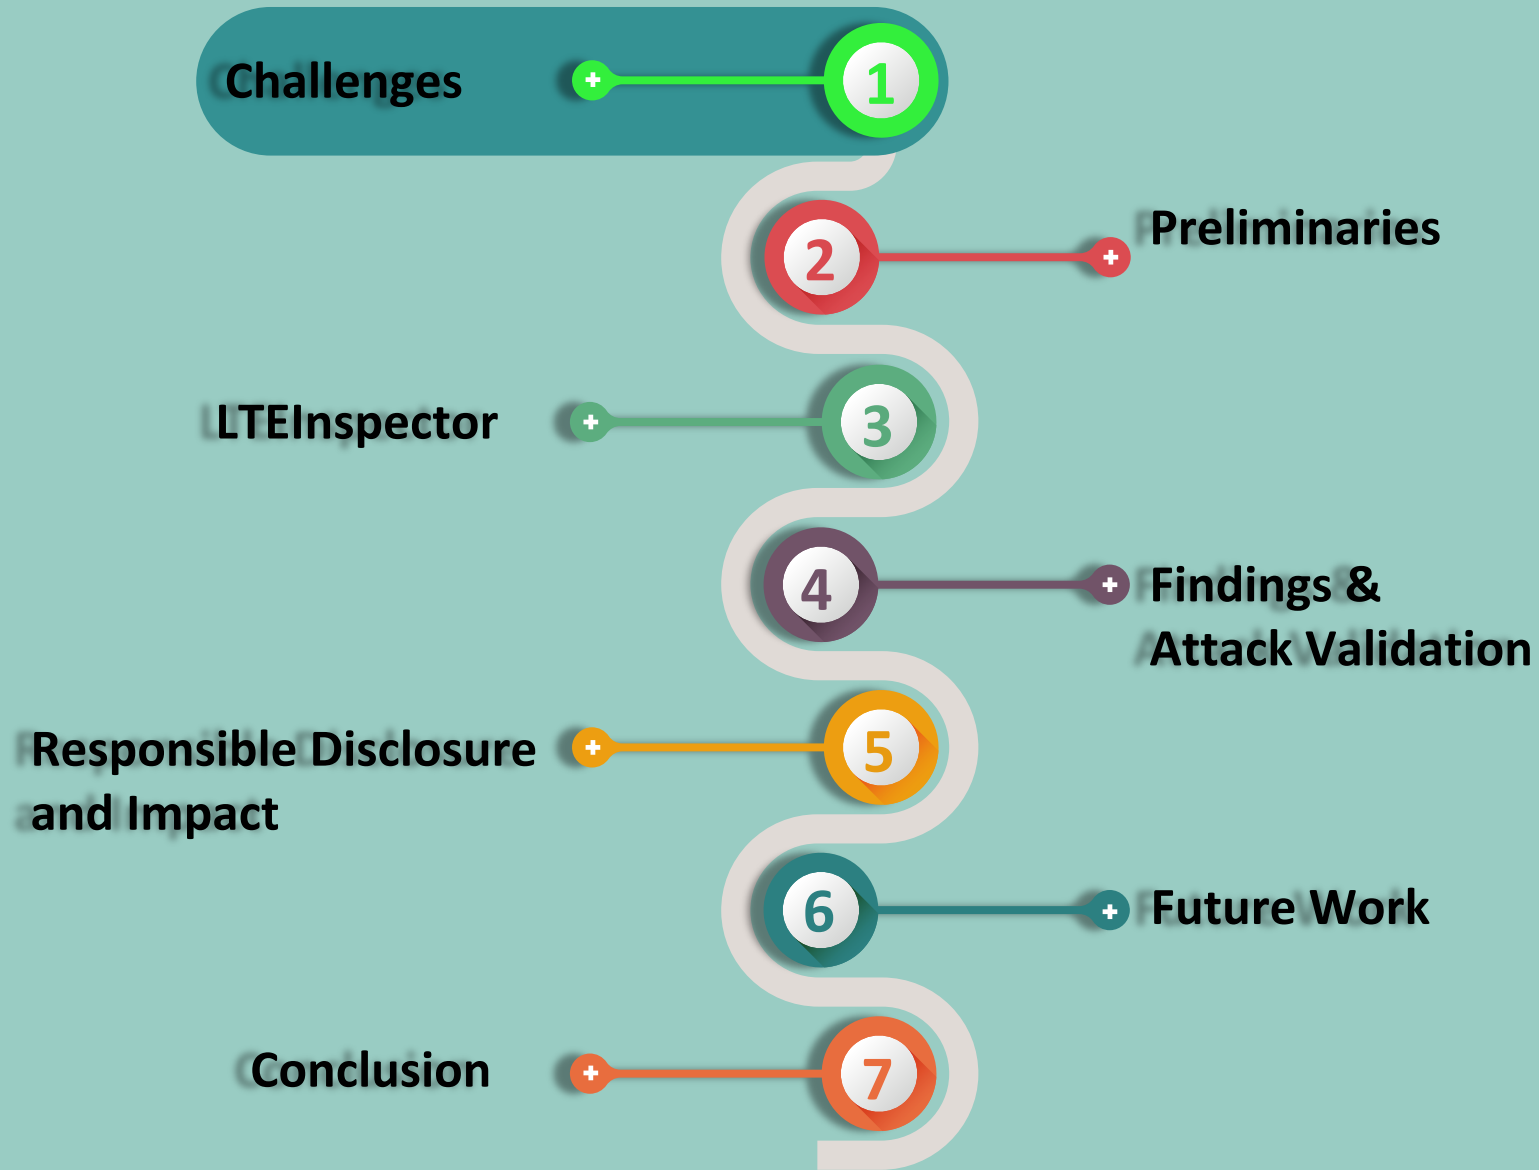 Challenges
1
2
Preliminaries
LTEInspector
3
4
Findings &
Attack Validation
Responsible Disclosure
and Impact
5
6
Future Work
Conclusion
7